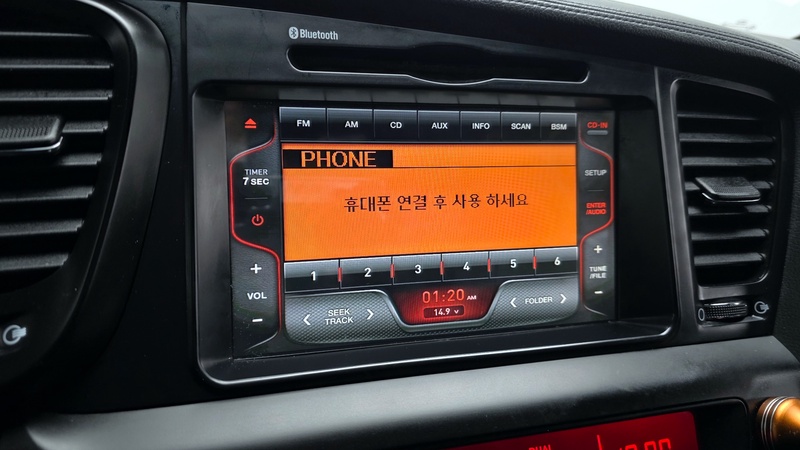 Bluetooth
FM AM CD AUX INFO SCAN BSM
CD-IN
PHONE
TIMER
7 SEC
SETUP
휴대폰 연결 후 사용 하세요
ENTER
/AUDIO
+
VOL
−
+
TUNE
/FILE
−
1 2 3 4 5 6
01:20 AM
14.9 V
< SEEK TRACK >
< FOLDER >
0